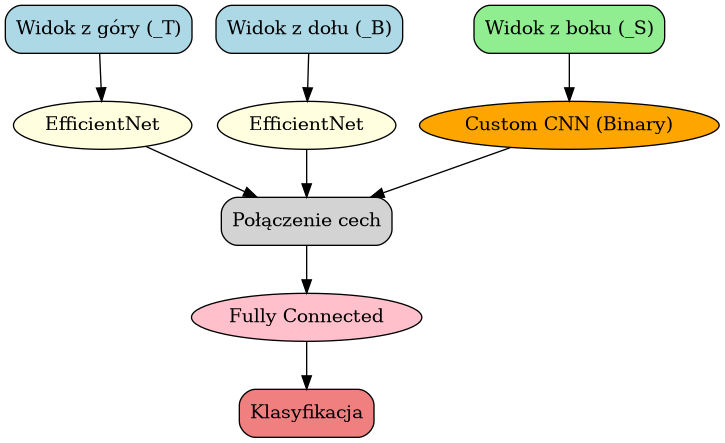 Widok z góry (_T)
Widok z dołu (_B)
Widok z boku (_S)
EfficientNet
EfficientNet
Custom CNN (Binary)
Połączenie cech
Fully Connected
Klasyfikacja